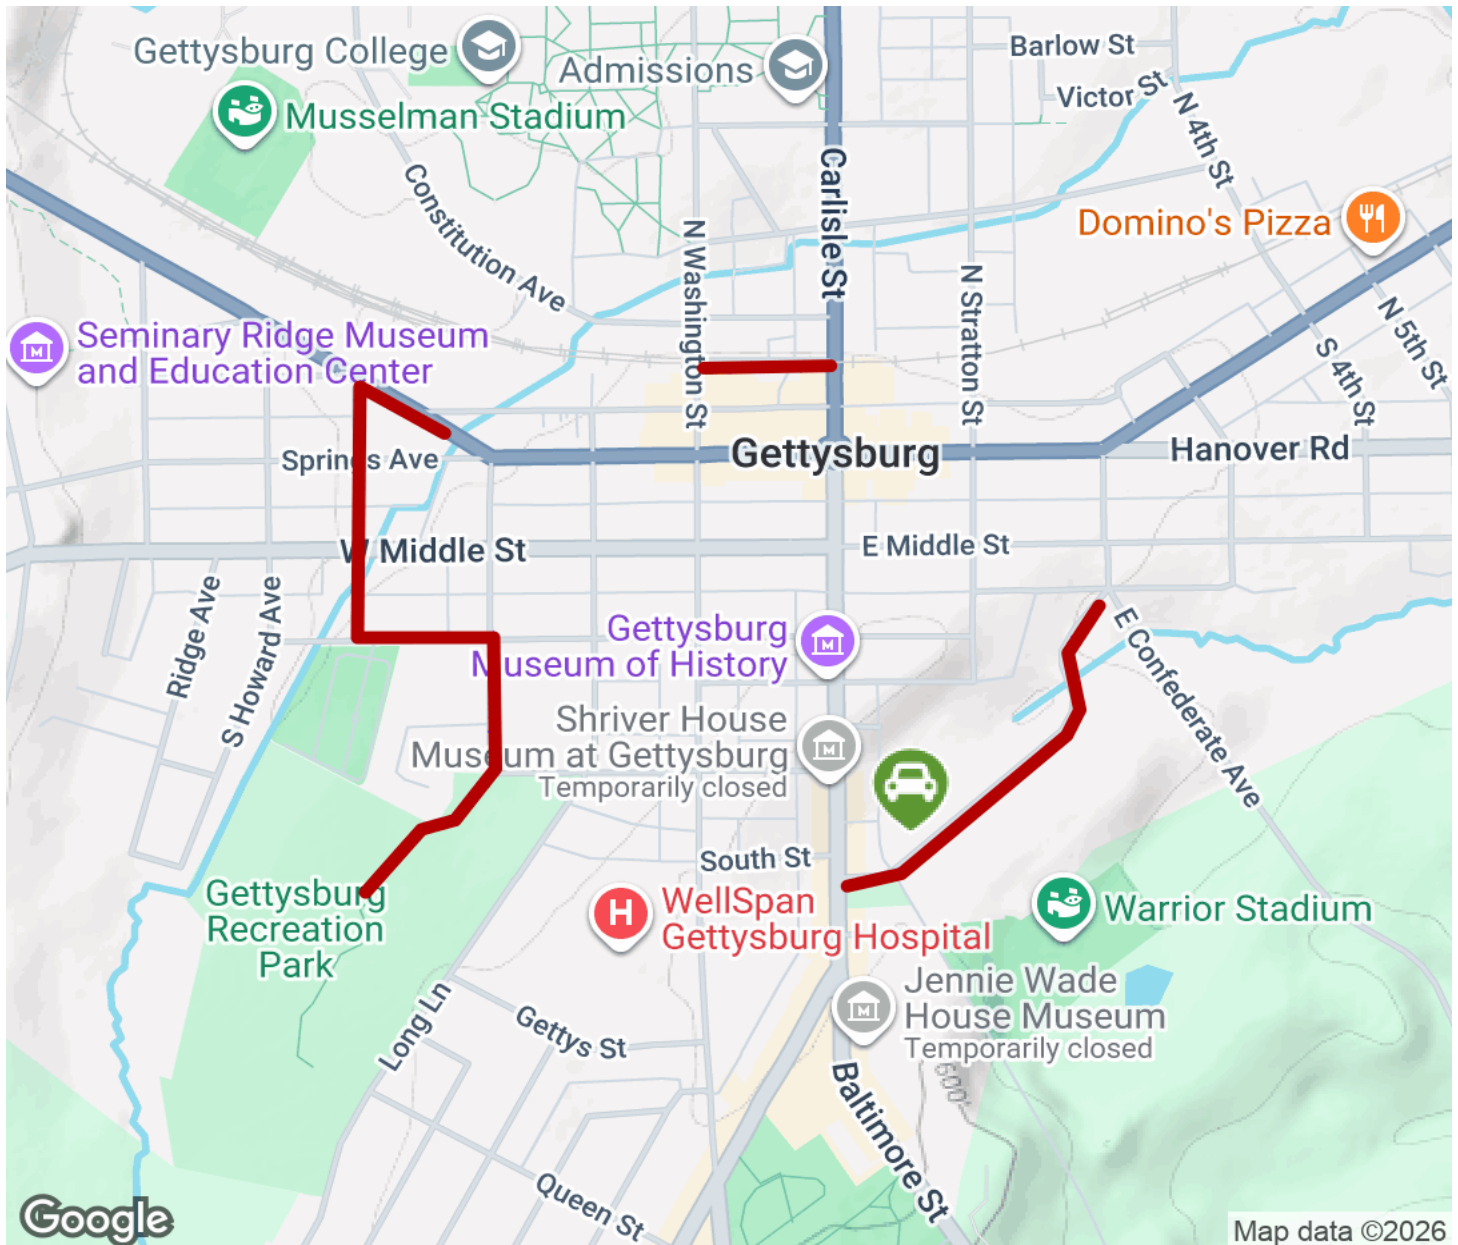 Gettysburg College
Admissions
Barlow St
Victor St
Musselman Stadium
N 4th St
Carlisle St
Constitution Ave
N Washington St
Domino's Pizza
N Stratton St
N 5th St
S 4th St
Seminary Ridge Museum
and Education Center
Springs Ave
Gettysburg
Hanover Rd
W Middle St
E Middle St
Ridge Ave
S Howard Ave
Gettysburg
Museum of History
E Confederate Ave
Shriver House
Museum at Gettysburg
Temporarily closed
South St
Gettysburg
Recreation
Park
WellSpan
Gettysburg Hospital
Warrior Stadium
Jennie Wade
House Museum
Temporarily closed
Long Ln
Gettys St
600'
Baltimore St
Queen St
Google
Map data ©2026